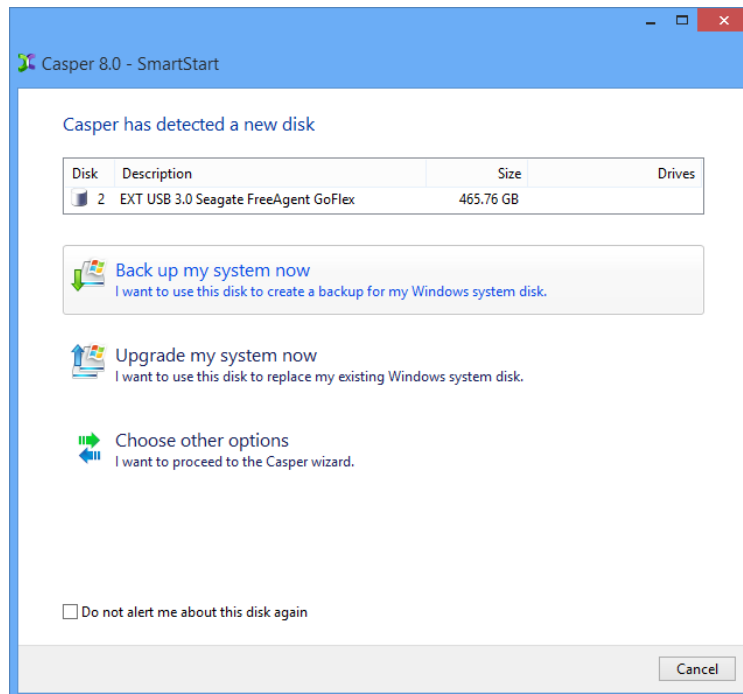 Casper 8.0 - SmartStart
Casper has detected a new disk
Disk Description Size Drives
2 EXT USB 3.0 Seagate FreeAgent GoFlex 465.76 GB
Back up my system now
I want to use this disk to create a backup for my Windows system disk.
Upgrade my system now
I want to use this disk to replace my existing Windows system disk.
Choose other options
I want to proceed to the Casper wizard.
Do not alert me about this disk again
Cancel